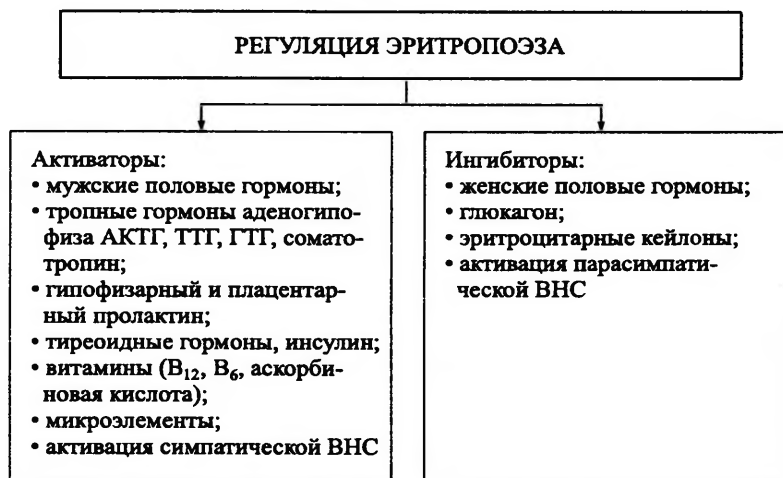 РЕГУЛЯЦИЯ ЭРИТРОПОЭЗА
Активаторы:
• мужские половые гормоны;
• тропные гормоны аденогипо-
физа АКТГ, ТТГ, ГТГ, сомато-
тропин;
• гипофизарный и плацентар-
ный пролактин;
• тиреоидные гормоны, инсулин;
• витамины (B₁₂, B₆, аскорби-
новая кислота);
• микроэлементы;
• активация симпатической ВНС
Ингибиторы:
• женские половые гормоны;
• глюкагон;
• эритроцитарные кейлоны;
• активация парасимпати-
ческой ВНС